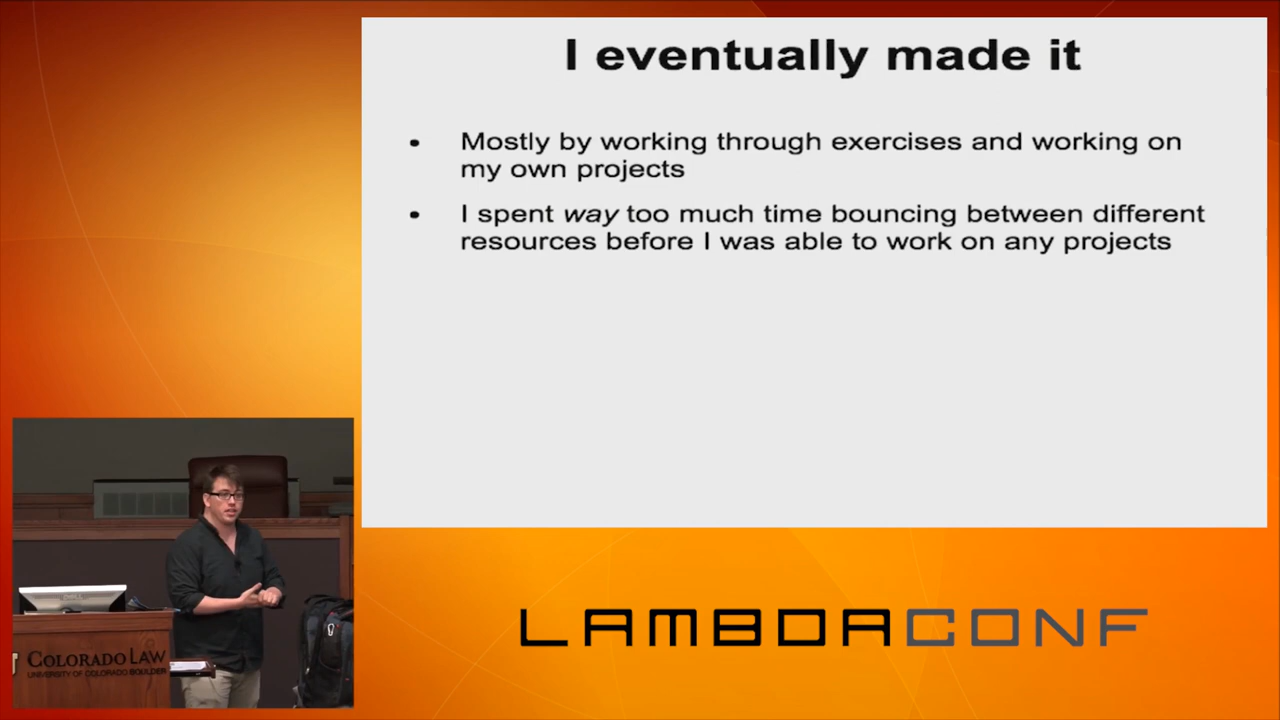 I eventually made it
• Mostly by working through exercises and working on
my own projects
• I spent way too much time bouncing between different
resources before I was able to work on any projects
DELL
COLORADO LAW
UNIVERSITY OF COLORADO BOULDER
LAMBDACONF